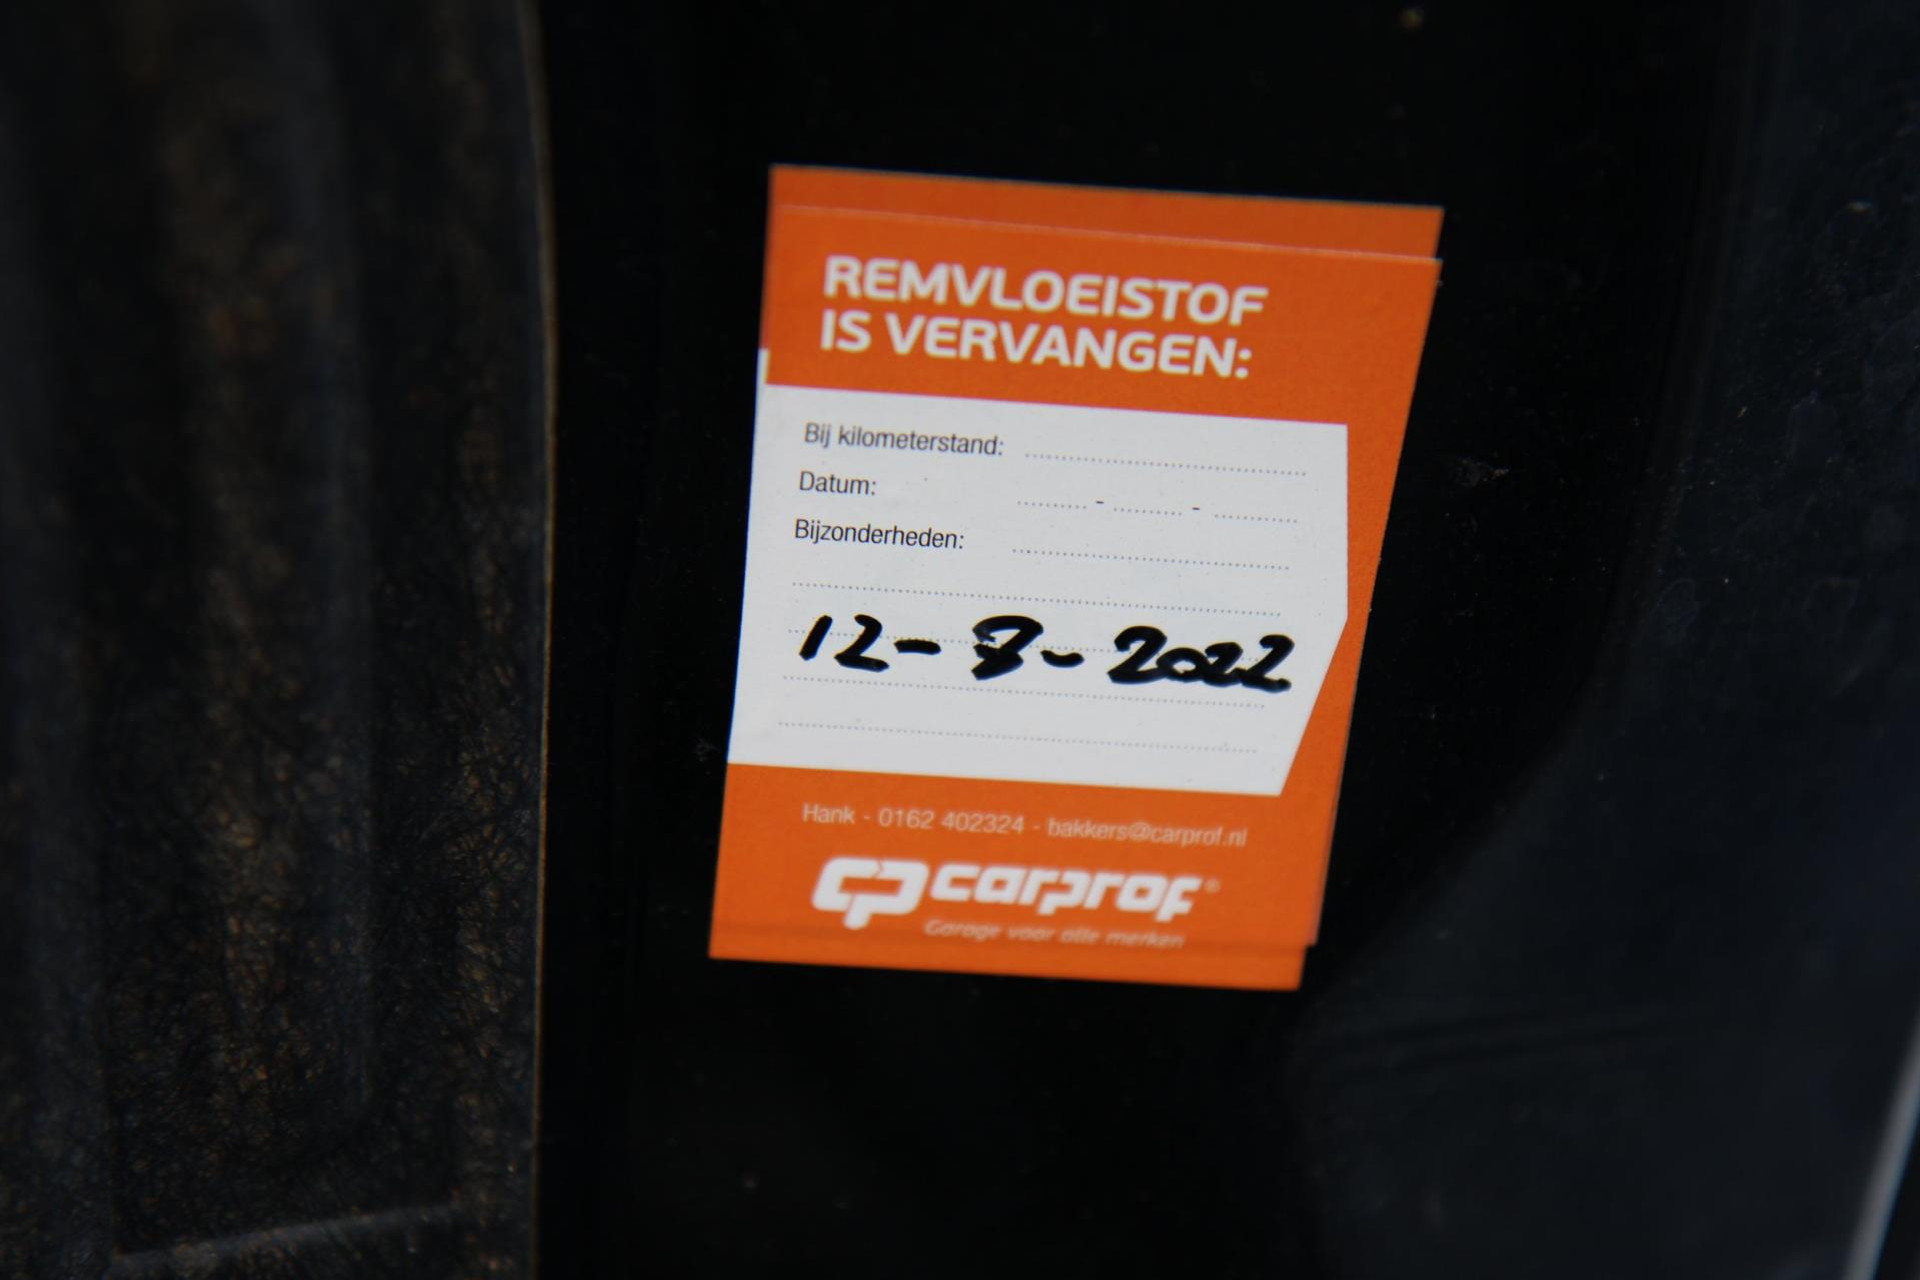 REMVLOEISTOF
IS VERVANGEN:
Bij kilometerstand:
Datum: - -
Bijzonderheden:
12-8-2022
Hank - 0162 402324 - bakkers@carprof.nl
CP carprof®
Garage voor alle merken